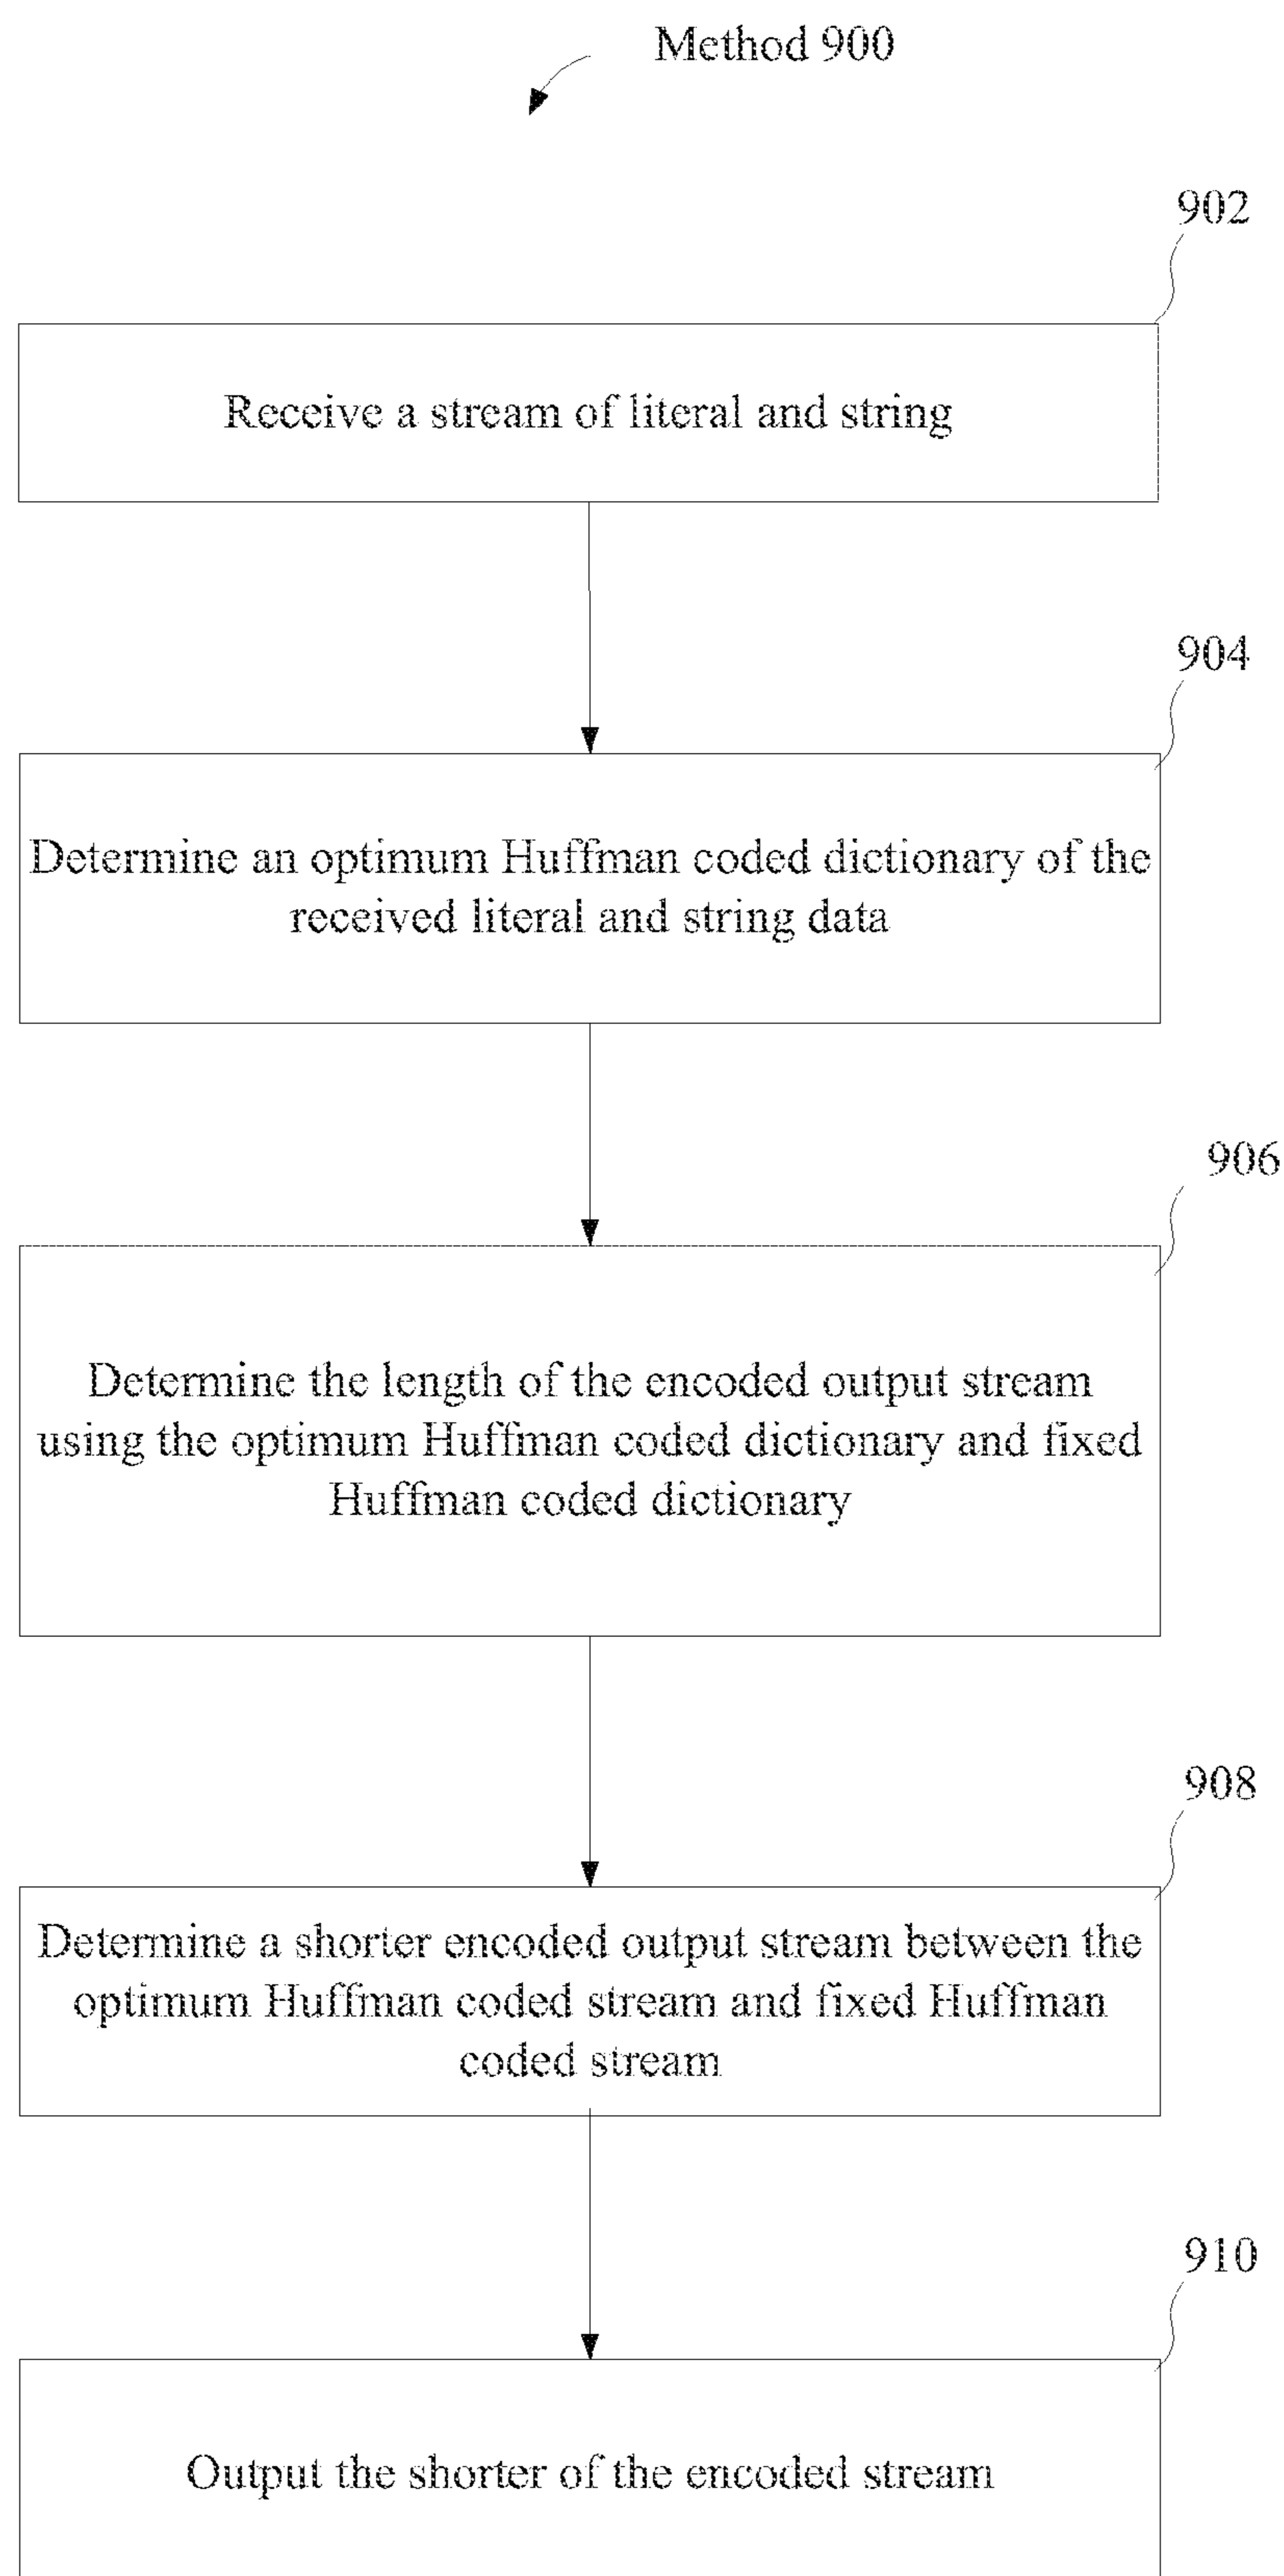 Method 900
902
Receive a stream of literal and string
904
Determine an optimum Huffman coded dictionary of the
received literal and string data
906
Determine the length of the encoded output stream
using the optimum Huffman coded dictionary and fixed
Huffman coded dictionary
908
Determine a shorter encoded output stream between the
optimum Huffman coded stream and fixed Huffman
coded stream
910
Output the shorter of the encoded stream